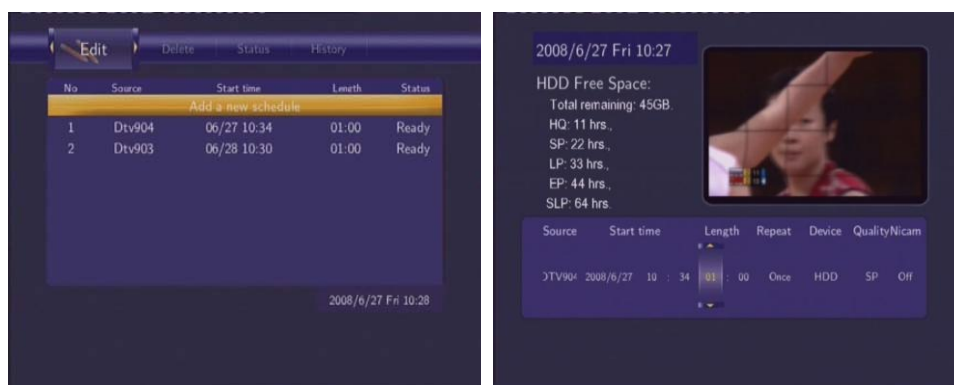 Edit Delete Status History
No Source Start time Length Status
Add a new schedule
1 Dtv904 06/27 10:34 01:00 Ready
2 Dtv903 06/28 10:30 01:00 Ready
2008/6/27 Fri 10:28
2008/6/27 Fri 10:27
HDD Free Space:
Total remaining: 45GB.
HQ: 11 hrs.,
SP: 22 hrs.,
LP: 33 hrs.,
EP: 44 hrs.,
SLP: 64 hrs.
Source Start time Length Repeat Device Quality Nicam
DTV904 2008/6/27 10 : 34 01 : 00 Once HDD SP Off